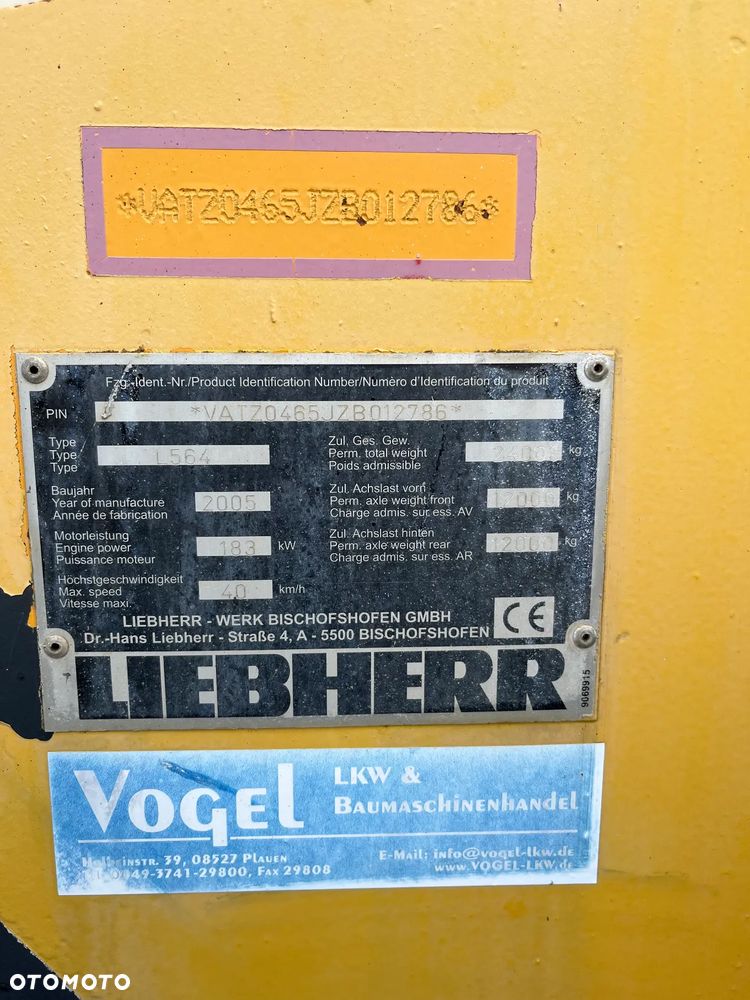 *VATZ0465JZB012786*
Fzg.-Ident.-Nr./Product Identification Number/Numéro d'Identification du produit
PIN *VATZ0465JZB012786*
Type
Type L564
Type
Zul. Ges. Gew.
Perm. total weight kg
Poids admissible
Baujahr
Year of manufacture 2005
Année de fabrication
Zul. Achslast vorn
Perm. axle weight front 12000 kg
Charge admis. sur ess. AV
Motorleistung
Engine power 183 kW
Puissance moteur
Zul. Achslast hinten
Perm. axle weight rear 12000 kg
Charge admis. sur ess. AR
Höchstgeschwindigkeit
Max. speed 40 km/h
Vitesse maxi.
LIEBHERR - WERK BISCHOFSHOFEN GMBH
Dr.-Hans Liebherr - Straße 4, A - 5500 BISCHOFSHOFEN
CE
LIEBHERR
9069915
VOGEL
LKW &
BAUMASCHINENHANDEL
Holbeinstr. 39, 08527 PLAUEN
Tel. 0049-3741-29800, FAX 29808
E-MAIL: INFO@VOGEL-LKW.DE
WWW.VOGEL-LKW.DE
OTOMOTO